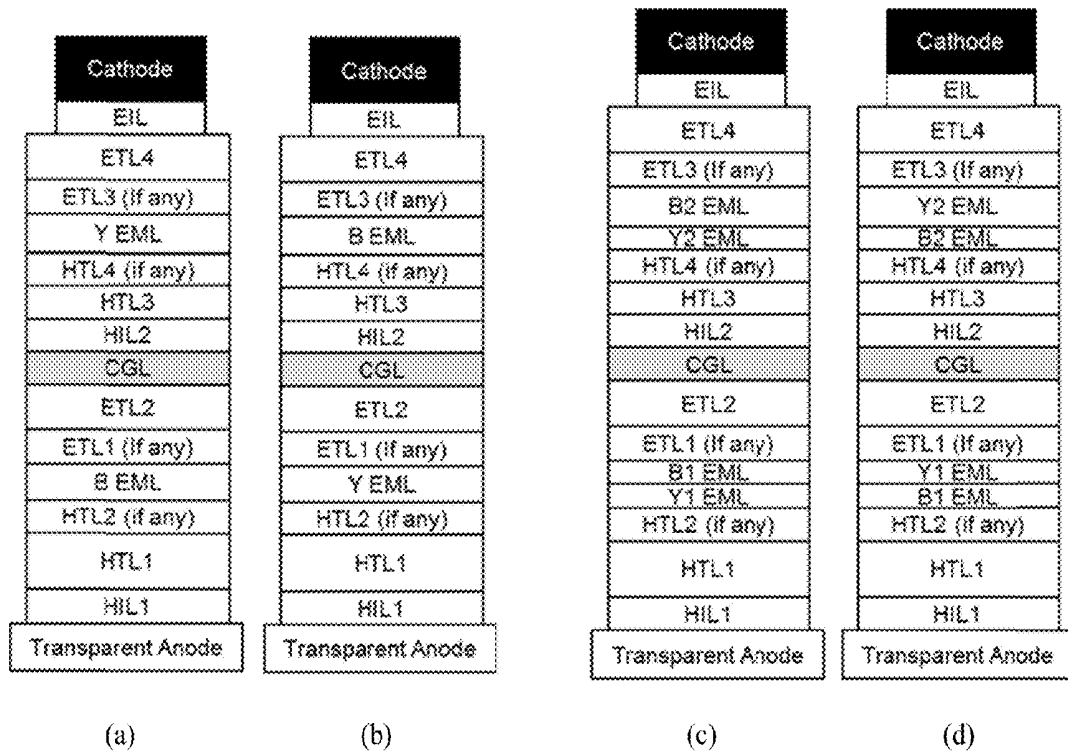 Cathode
EIL
ETL4
ETL3 (if any)
Y EML
HTL4 (if any)
HTL3
HIL2
CGL
ETL2
ETL1 (if any)
B EML
HTL2 (if any)
HTL1
HIL1
Transparent Anode
(a)
Cathode
EIL
ETL4
ETL3 (if any)
B EML
HTL4 (if any)
HTL3
HIL2
CGL
ETL2
ETL1 (if any)
Y EML
HTL2 (if any)
HTL1
HIL1
Transparent Anode
(b)
Cathode
EIL
ETL4
ETL3 (if any)
B2 EML
Y2 EML
HTL4 (if any)
HTL3
HIL2
CGL
ETL2
ETL1 (if any)
B1 EML
Y1 EML
HTL2 (if any)
HTL1
HIL1
Transparent Anode
(c)
Cathode
EIL
ETL4
ETL3 (if any)
Y2 EML
B2 EML
HTL4 (if any)
HTL3
HIL2
CGL
ETL2
ETL1 (if any)
Y1 EML
B1 EML
HTL2 (if any)
HTL1
HIL1
Transparent Anode
(d)